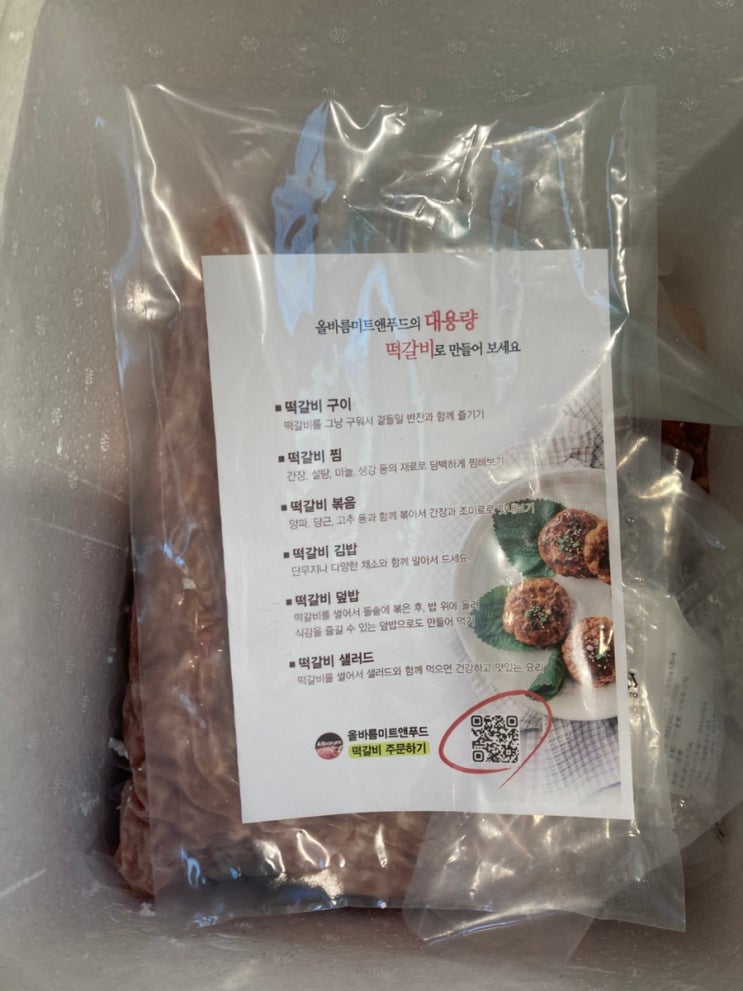 올바름미트앤푸드의 대용량
떡갈비로 만들어 보세요
■ 떡갈비 구이
떡갈비를 그냥 구워서 곁들일 반찬과 함께 즐기기
■ 떡갈비 찜
간장, 설탕, 마늘, 생강 등의 재료로 담백하게 찜해보기
■ 떡갈비 볶음
양파, 당근, 고추 등과 함께 볶아서 간장과 조미료로
■ 떡갈비 김밥
단무지나 다양한 채소와 함께 말아서 드세요
■ 떡갈비 덮밥
떡갈비를 썰어서 돌솥에 볶은 후, 밥 위에 올려
식감을 즐길 수 있는 덮밥으로도 만들어 먹기
■ 떡갈비 샐러드
떡갈비를 썰어서 샐러드와 함께 먹으면 건강하고 맛있는 요리
올바름미트앤푸드
떡갈비 주문하기